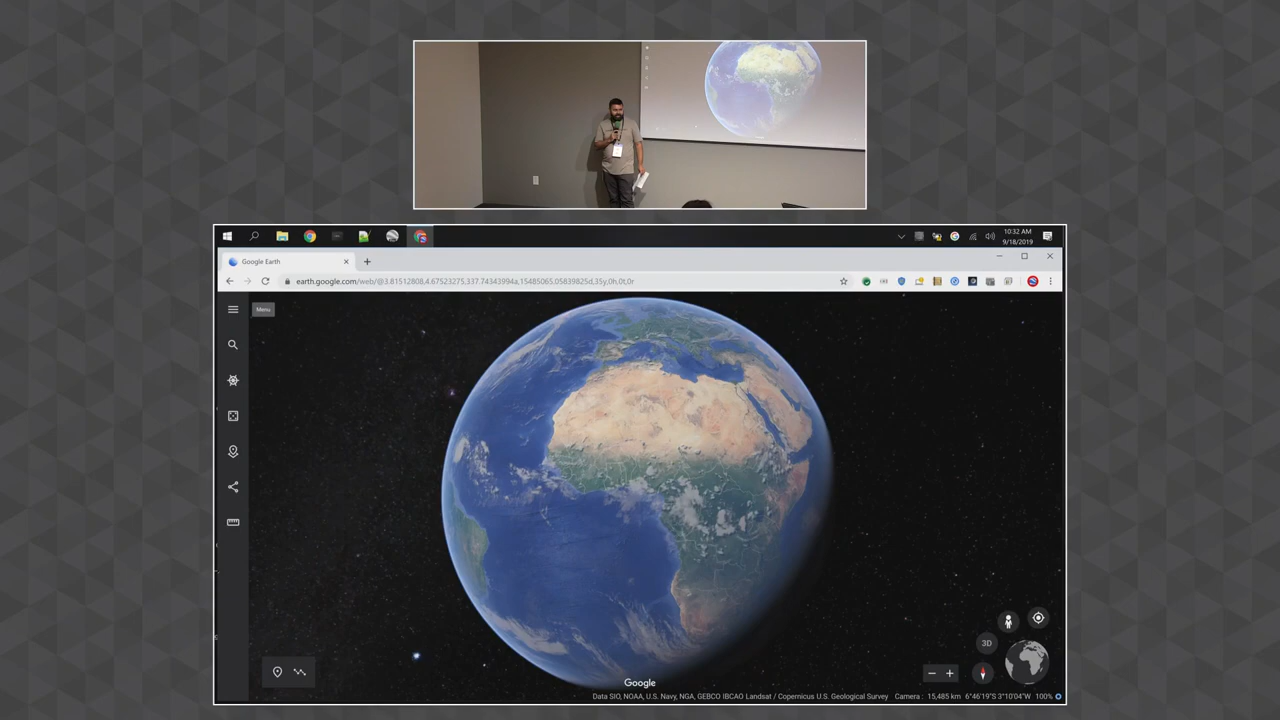 10:32 AM
9/18/2019
Google Earth
earth.google.com/web/@3.81512808,4.67523275,337.74343994a,15485065.05839825d,35y,0h,0t,0r
Menu
3D
Google
Data SIO, NOAA, U.S. Navy, NGA, GEBCO IBCAO Landsat / Copernicus U.S. Geological Survey Camera : 15,485 km 6°46'19"S 3°10'04"W 100%